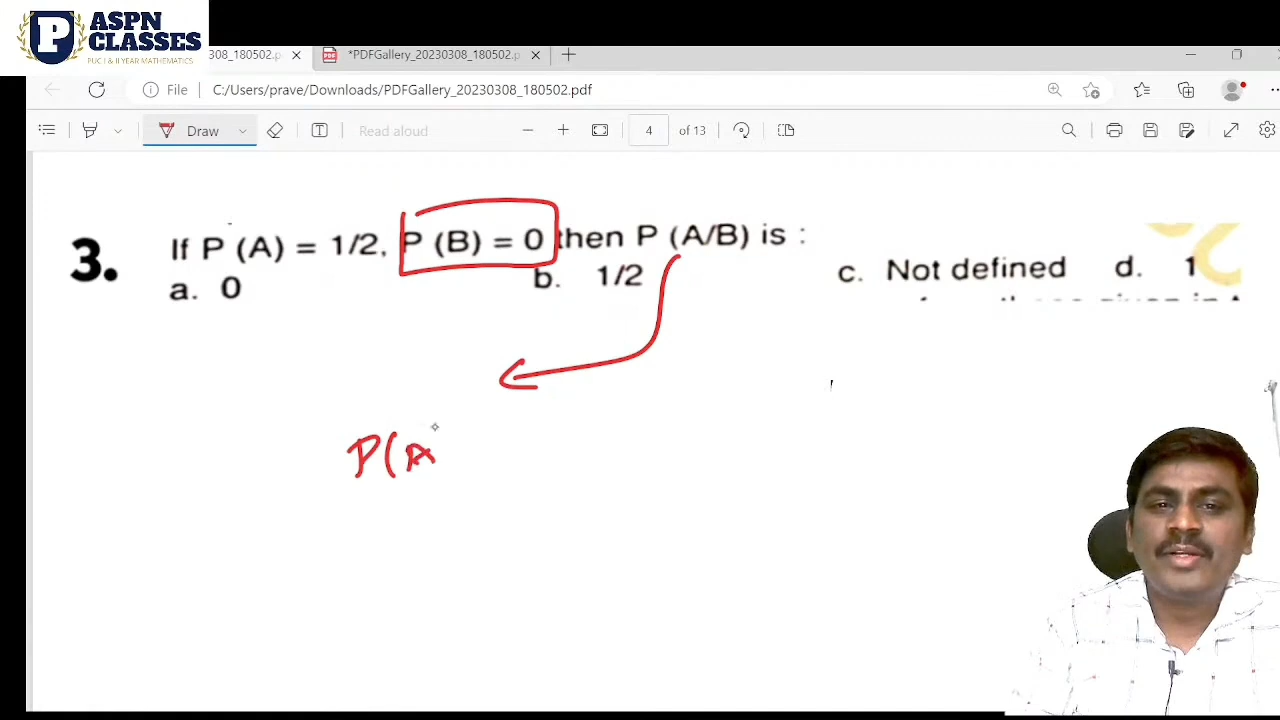 ASPN
CLASSES
PUC I & II YEAR MATHEMATICS
308_180502.p
*PDFGallery_20230308_180502.p
File
C:/Users/prave/Downloads/PDFGallery_20230308_180502.pdf
Draw
Read aloud
4 of 13
3. If P (A) = 1/2, P (B) = 0 then P (A/B) is :
a. 0 b. 1/2 c. Not defined d. 1
P(A